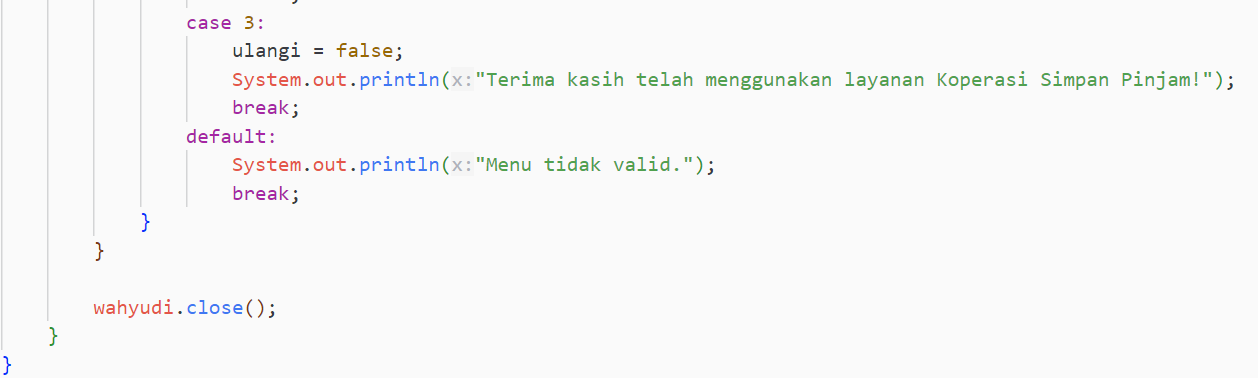 case 3:
ulangi = false;
System.out.println(x:"Terima kasih telah menggunakan layanan Koperasi Simpan Pinjam!");
break;
default:
System.out.println(x:"Menu tidak valid.");
break;
}
}
wahyudi.close();
}
}